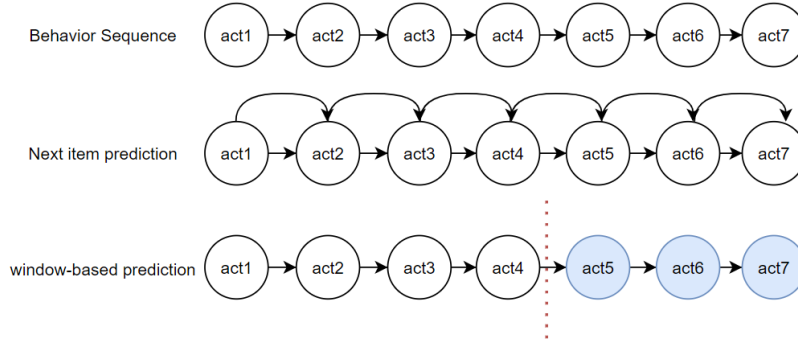 Behavior Sequence act1 act2 act3 act4 act5 act6 act7
Next item prediction act1 act2 act3 act4 act5 act6 act7
window-based prediction act1 act2 act3 act4 act5 act6 act7